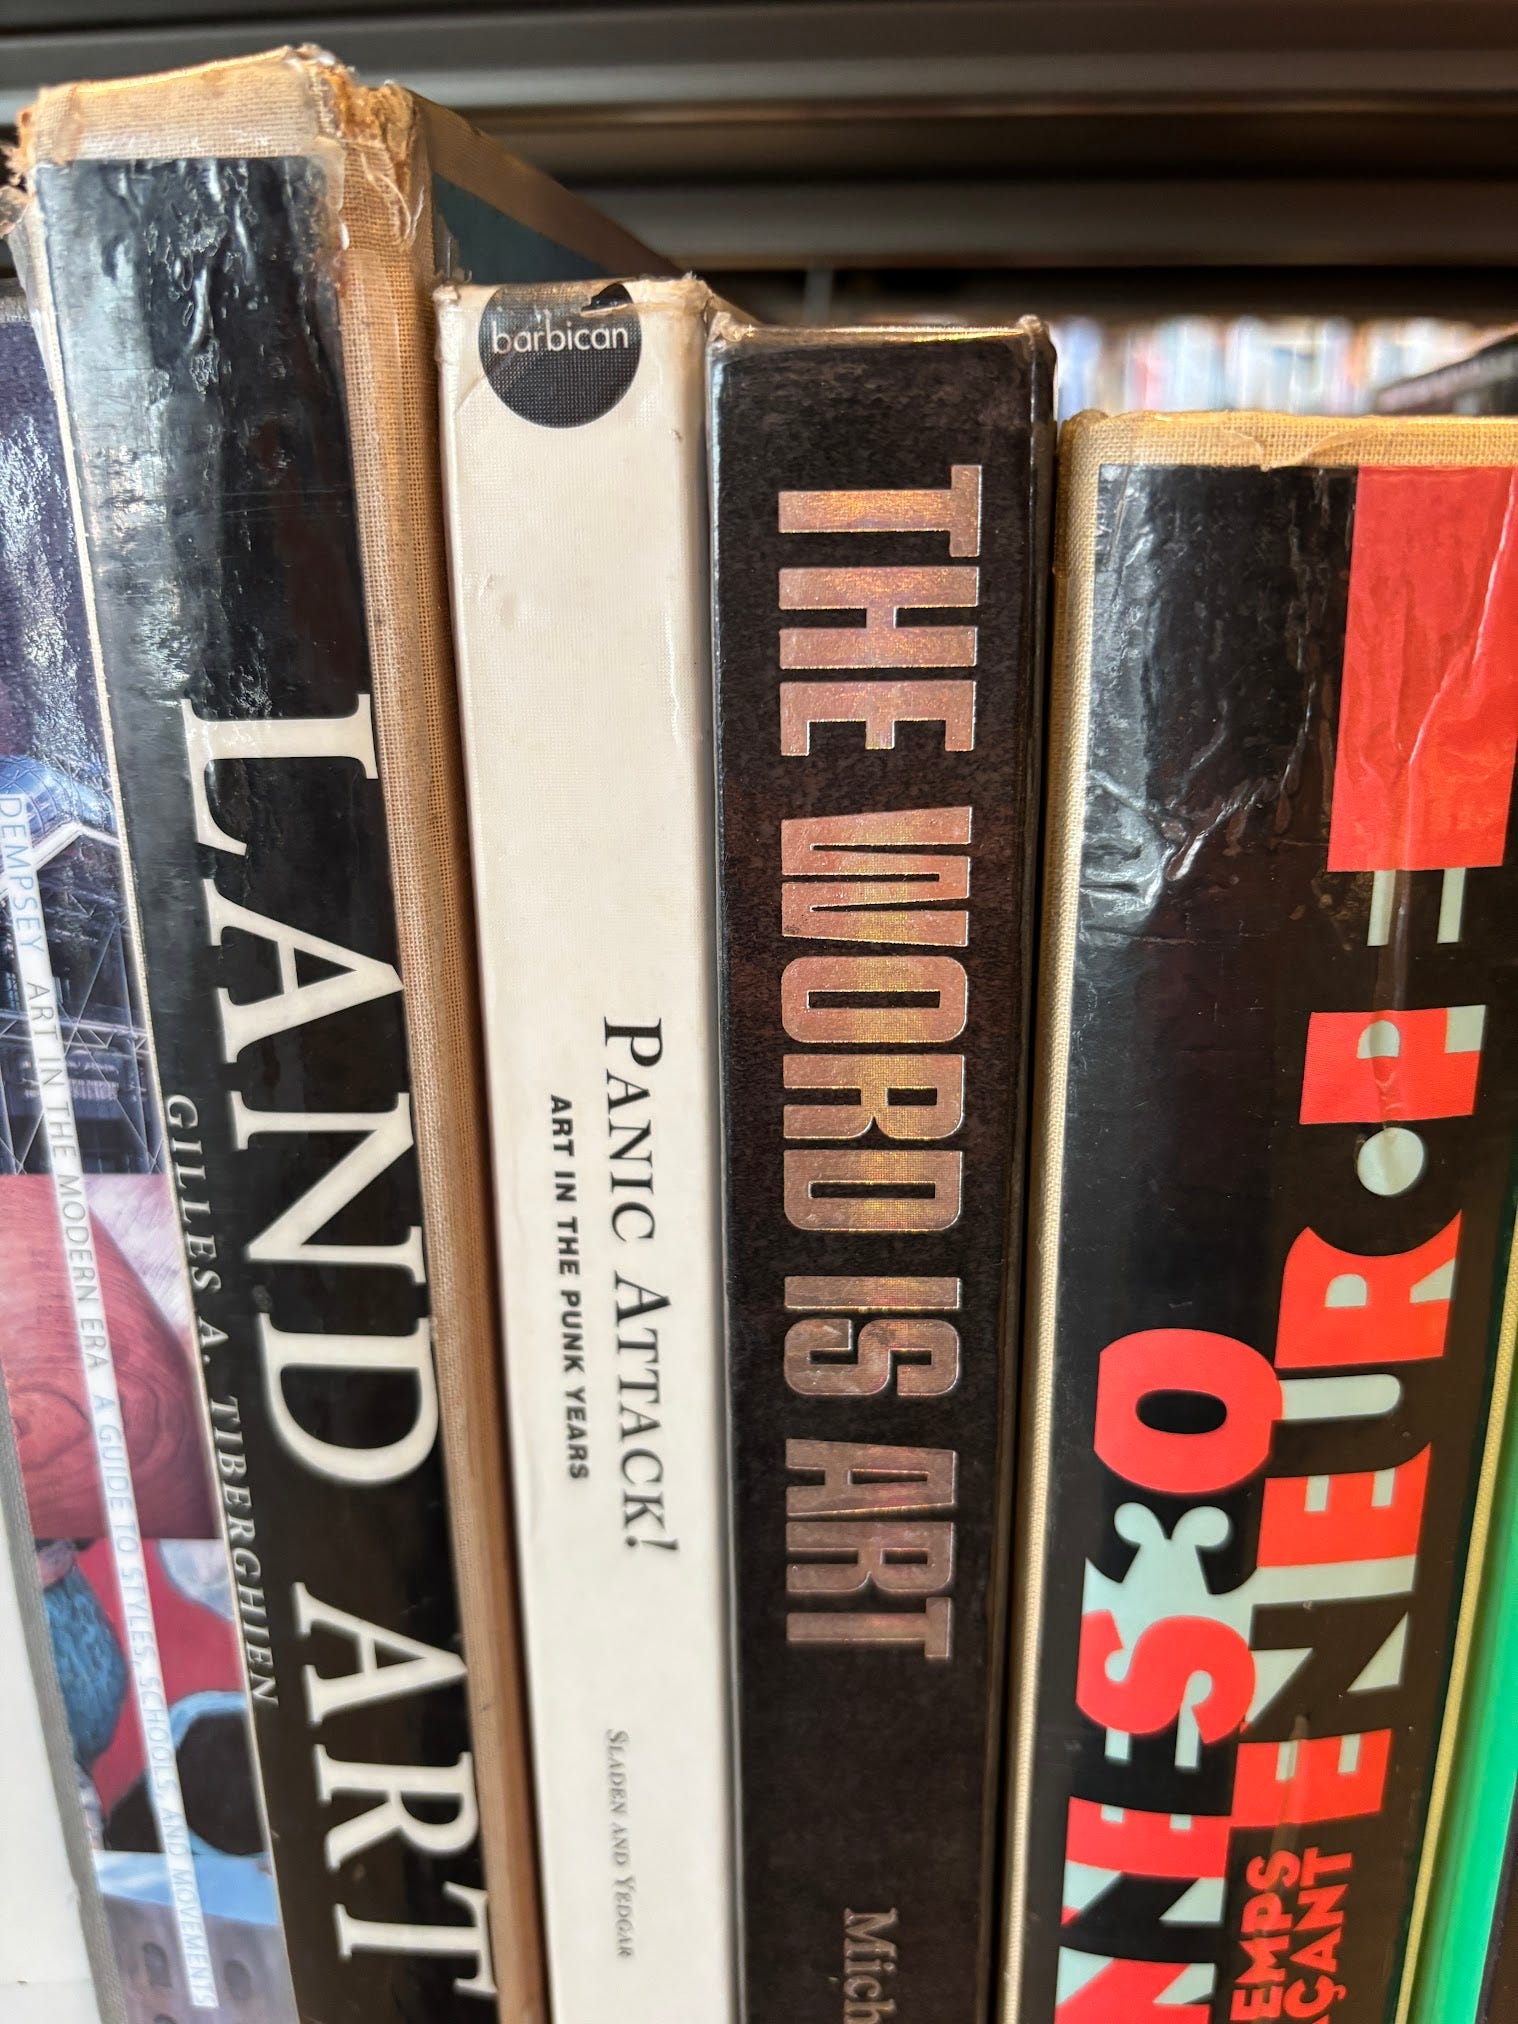 DEMPSEY ART IN THE MODERN ERA A GUIDE TO STYLES, SCHOOLS, AND MOVEMENTS
LAND ART
GILLES A. TIBERGHIEN
barbican
PANIC ATTACK!
ART IN THE PUNK YEARS
SLADEN AND YEDGAR
THE WORD IS ART
Mich